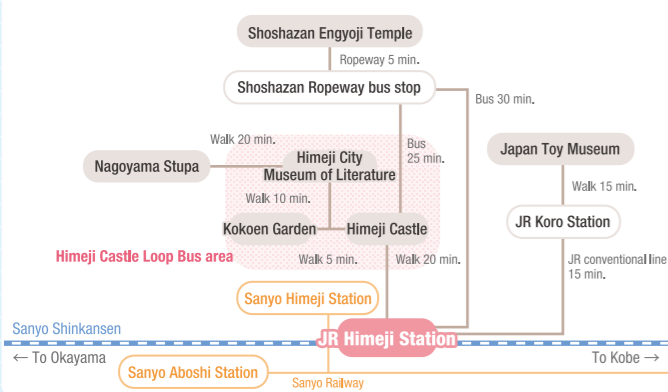 Shoshazan Engyoji Temple
Ropeway 5 min.
Shoshazan Ropeway bus stop
Bus 30 min.
Walk 20 min.
Bus
25 min.
Japan Toy Museum
Nagoyama Stupa
Himeji City
Museum of Literature
Walk 15 min.
Walk 10 min.
Kokoen Garden
Himeji Castle
JR Koro Station
Himeji Castle Loop Bus area
Walk 5 min.
Walk 20 min.
JR conventional line
15 min.
Sanyo Himeji Station
Sanyo Shinkansen
JR Himeji Station
← To Okayama
To Kobe →
Sanyo Aboshi Station
Sanyo Railway